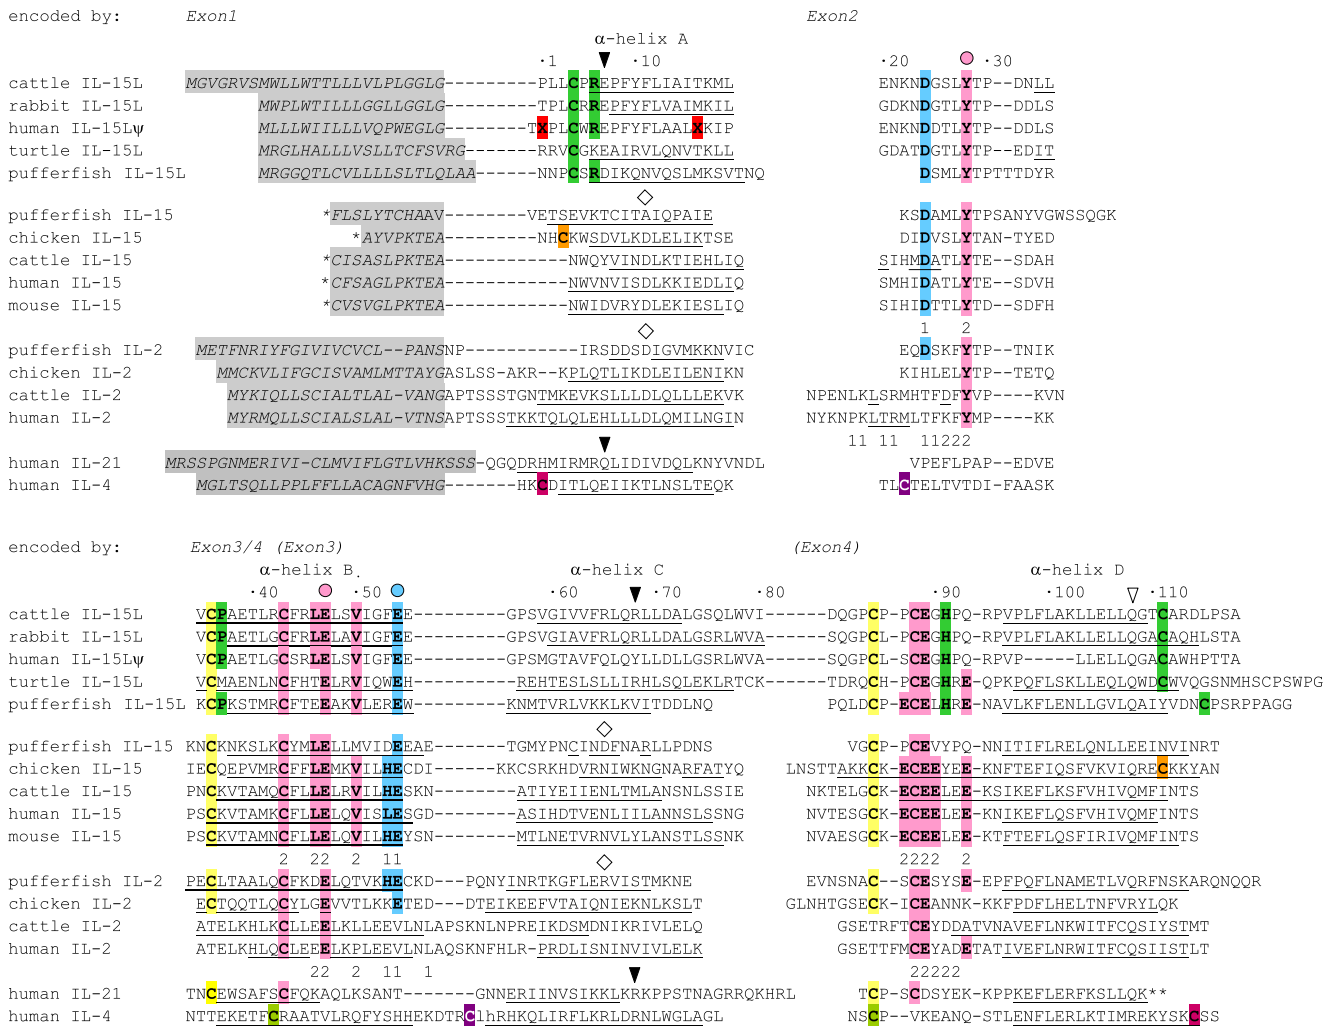 encoded by: Exon1 Exon2
α-helix A
·1 ·10 ·20 ·30
cattle IL-15L MGVGRVSMWLLWTTLLLVLPLGGLG---------PLLCPREPFYFLIAITKML ENKNDGSLYTP--DNLL
rabbit IL-15L MWPLWTILLLGGLLGGLG---------TPLCRREPFYFLVAIMKIL GDKNDGTLYTP--DDLS
human IL-15Lψ MLLLWIILLLVQPWEGLG--------TXPLCWREPFYFLAALXKIP ENKNDDTLYTP--DDLS
turtle IL-15L MRGLHALLLVSLLTCFSVRG-------RRVCGKEAIRVLQNVTKLL GDATDGTLYTP--EDIT
pufferfish IL-15L MRGGQTLCVLLLLSLTLQLAA------NNPCSRDIKQNVQSLMKSVTNQ DSMLYTPTTTDYR
pufferfish IL-15 *FLSLYTCHAAV--------VETSEVKTCITAIQPAIE KSDAMLYTPSANYVGWSSQGK
chicken IL-15 *AYVPKTEA---------NHCKWSDVLKDLELIKTSE DIDVSLYTAN-TYED
cattle IL-15 *CISASLPKTEA------------NWQYVINDLKTIEHLIQ SIHMDATLYTE--SDAH
human IL-15 *CFSAGLPKTEA------------NWVNVISDLKKIEDLIQ SMHIDATLYTE--SDVH
mouse IL-15 *CVSVGLPKTEA------------NWIDVRYDLEKIESLIQ SIHIDTTLYTD--SDFH
1 2
pufferfish IL-2 METFNRIYFGIVIVCVCL--PANSNP-----------IRSDDSDIGVMKKNVIC EQDSKFYTP--TNIK
chicken IL-2 MMCKVLIFGCISVAMLMTTAYGASLSS-AKR--KPLQTLIKDLEILENIKN KIHLELYTP--TETQ
cattle IL-2 MYKIQLLSCIALTLAL-VANGAPTSSSTGNTMKEVKSLLLDLQLLLEKVK NPENLKLSRMHTFDFYVP---KVN
human IL-2 MYRMQLLSCIALSLAL-VTNSAPTSSSTKKTQLQLEHLLLDLQMILNGIN NYKNPKLTRMLTFKFYMP---KK
11 11 11222
human IL-21 MRSSPGNMERIVI-CLMVIFLGTLVHKSSS-QGQDRHMIRMRQLIDIVDQLKNYVNDL VPEFLPAP--EDVE
human IL-4 MGLTSQLLPPLFFLLACAGNFVHG---------HKCDITLQEIIKTLNSLTEQK TLCTELTVTDI-FAASK
encoded by: Exon3/4 (Exon3) (Exon4)
α-helix B. α-helix C α-helix D
·40 ·50 ·60 ·70 ·80 ·90 ·100 ·110
cattle IL-15L VCPAETLRCFRLELSVIGFEE---------GPSVGIVVFRLQRLLDALGSQLWVI------DQGPCP-PCEGHPQ-RPVPLFLAKLLELLQGTCARDLPSA
rabbit IL-15L VCPAETLGCFRLELAVIGFEE---------GPSVGIAVFRLQRLLDGLGSRLWVA------SQGPCL-PCEGHPQ-RPVPLFLAKLLELLQGTCAQHLSTA
human IL-15Lψ VCPAETLGCSRLELSVIGFEE---------GPSMGTAVFQLQYLLDLLGSRLWVA------SQGPCL-SCEGHPQ-RPVP-----LLELLQGACAWHPTTA
turtle IL-15L VCMAENLNCFHTELRVIQWEH----------REHTESLSLLIRHLSQLEKLRTCK------TDRQCH-PCEGHREQPKPQFLSKLLEQLQWDCWVQGSNMHSCPSWPG
pufferfish IL-15L KCPKSTMRCFTEEAKVLEREW----------KNMTVRLVKKLKVITDDLNQ PQLDCPECELHRENAVLKFLENLLGVLQAIYVDNCPSRPPAGG
pufferfish IL-15 KNCKNKSLKCYMLELLMVIDEEAE--------TGMYPNCINDFNARLLPDNS VGCP-PCEVYPQ-NNITIFLRELQNLLEEINVINRT
chicken IL-15 IECQEPVMRCFFLEMKVILHECDI-------KKCSRKHDVRNIWKNGNARFATYQ LNSTTAKKCK-ECEEYEE-KNFTEFIQSFVKVIQRECKKYAN
cattle IL-15 PNCKVTAMQCFLLELRVILHESKN--------ATIYEIIENLTMLANSNLSSIE NKTELGCK-ECEELEE-KSIKEFLKSFVHIVQMFINTS
human IL-15 PSCKVTAMKCFLLELQVISLESGD--------ASIHDTVENLIILANNSLSSNG NVTESGCK-ECEELEE-KNIKEFLQSFVHIVQMFINTS
mouse IL-15 PSCKVTAMNCFLLELQVILHEYSN--------MTLNETVRNVLYLANSTLSSNK NVAESGCK-ECEELEE-KTFTEFLQSFIRIVQMFINTS
2 22 2 11 2222 2
pufferfish IL-2 PECLTAALQCFKDELQTVKHECKD---PQNYINRTKGFLERVISTMKNE EVNSNAC-SCESYSE-EPFPQFLNAMETLVQRFNSKARQNQQR
chicken IL-2 ECTQQTLQCYLGEVVTLKKETED--DTEIKEEFVTAIQNIEKNLKSLT GLNHTGSECK-ICEANNK-KKFPDFLHELTNFVRYLQK
cattle IL-2 ATELKHLKCLLEELKLLEEVLNLAPSKNLNPREIKDSMDNIKRIVLELQ GSETRFTCEYDDATVNAVEFLNKWITFCQSIYSTMT
human IL-2 ATELKHLQCLEEELKPLEEVLNLAQSKNFHLR-PRDLISNINVIVLELK GSETTFMCEYADETATIVEFLNRWITFCQSIISTLT
22 2 11 1 22222
human IL-21 TNCEWSAFSCFQKAQLKSANT-------GNNERIINVSIKKLKRKPPSTNAGRRQKHRL TCP-SCDSYEK-KPPKEFLERFKSLLQK**
human IL-4 NTTEKETFCRAATVLRQFYSHHEKDTRClhRHKQLIRFLKRLDRNLWGLAGL NSCP--VKEANQ-STLENFLERLKTIMREKYSKCSS